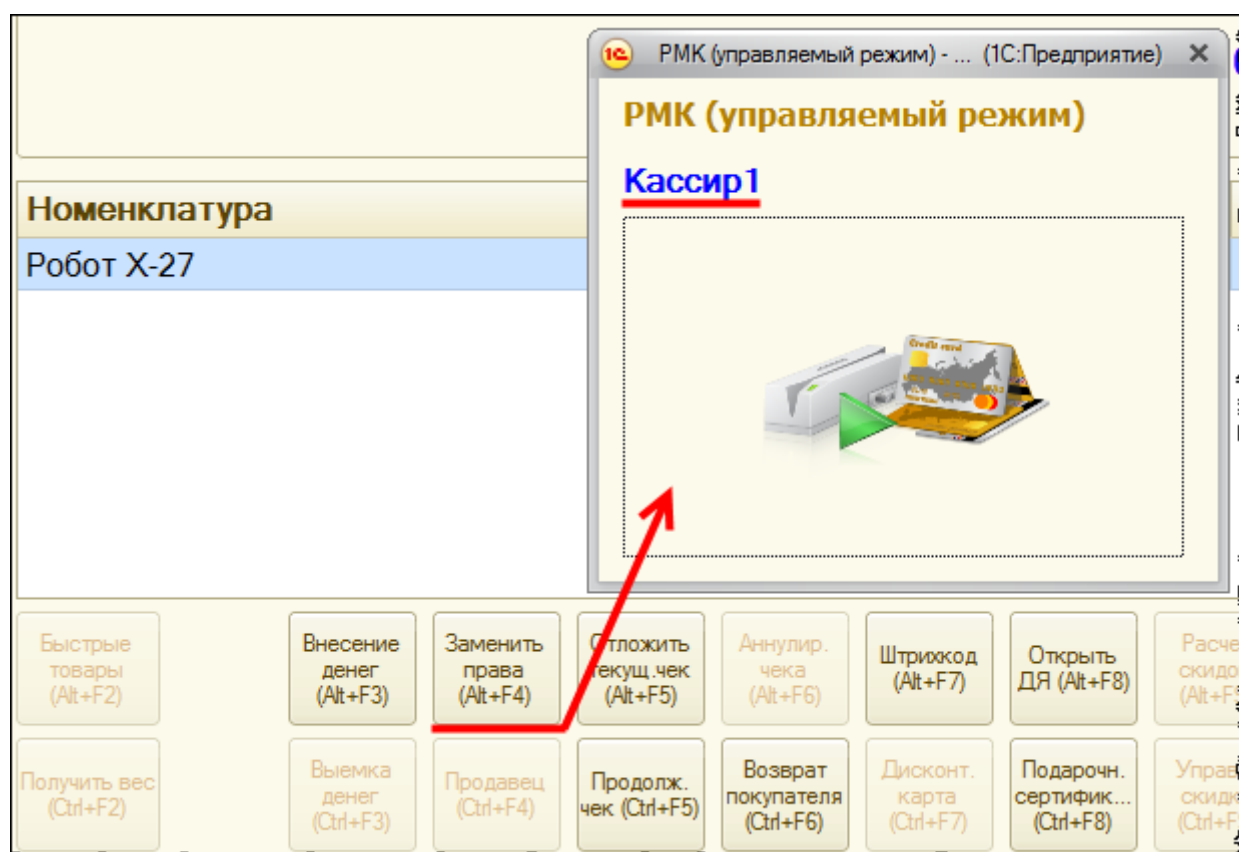 РМК (управляемый режим) - ... (1С:Предприятие)
РМК (управляемый режим)
Кассир1
Номенклатура
Робот X-27
Credit card
Быстрые
товары
(Alt+F2)
Внесение
денег
(Alt+F3)
Заменить
права
(Alt+F4)
Отложить
текущ.чек
(Alt+F5)
Аннулир.
чека
(Alt+F6)
Штрихкод
(Alt+F7)
Открыть
ДЯ (Alt+F8)
Получить вес
(Ctrl+F2)
Выемка
денег
(Ctrl+F3)
Продавец
(Ctrl+F4)
Продолж.
чек (Ctrl+F5)
Возврат
покупателя
(Ctrl+F6)
Дисконт.
карта
(Ctrl+F7)
Подарочн.
сертифик...
(Ctrl+F8)